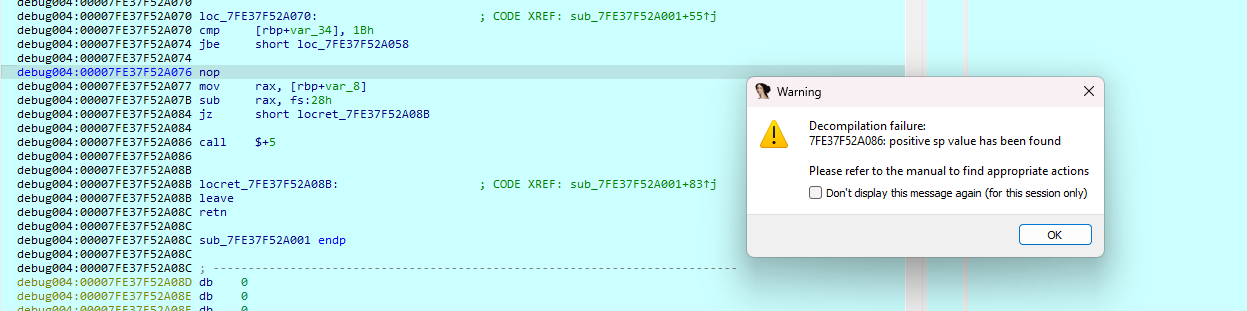 debug004:00007FE37F52A070
debug004:00007FE37F52A070 loc_7FE37F52A070: ; CODE XREF: sub_7FE37F52A001+55↑j
debug004:00007FE37F52A070 cmp [rbp+var_34], 1Bh
debug004:00007FE37F52A074 jbe short loc_7FE37F52A058
debug004:00007FE37F52A074
debug004:00007FE37F52A076 nop
debug004:00007FE37F52A077 mov rax, [rbp+var_8]
debug004:00007FE37F52A07B sub rax, fs:28h
debug004:00007FE37F52A084 jz short locret_7FE37F52A08B
debug004:00007FE37F52A084
debug004:00007FE37F52A086 call $+5
debug004:00007FE37F52A086
debug004:00007FE37F52A08B
debug004:00007FE37F52A08B locret_7FE37F52A08B: ; CODE XREF: sub_7FE37F52A001+83↑j
debug004:00007FE37F52A08B leave
debug004:00007FE37F52A08C retn
debug004:00007FE37F52A08C
debug004:00007FE37F52A08C sub_7FE37F52A001 endp
debug004:00007FE37F52A08C
debug004:00007FE37F52A08C ; ---------------------------------------------------------------------------
debug004:00007FE37F52A08D db 0
debug004:00007FE37F52A08E db 0
debug004:00007FE37F52A08F db 0
Warning
Decompilation failure:
7FE37F52A086: positive sp value has been found
Please refer to the manual to find appropriate actions
Don't display this message again (for this session only)
OK